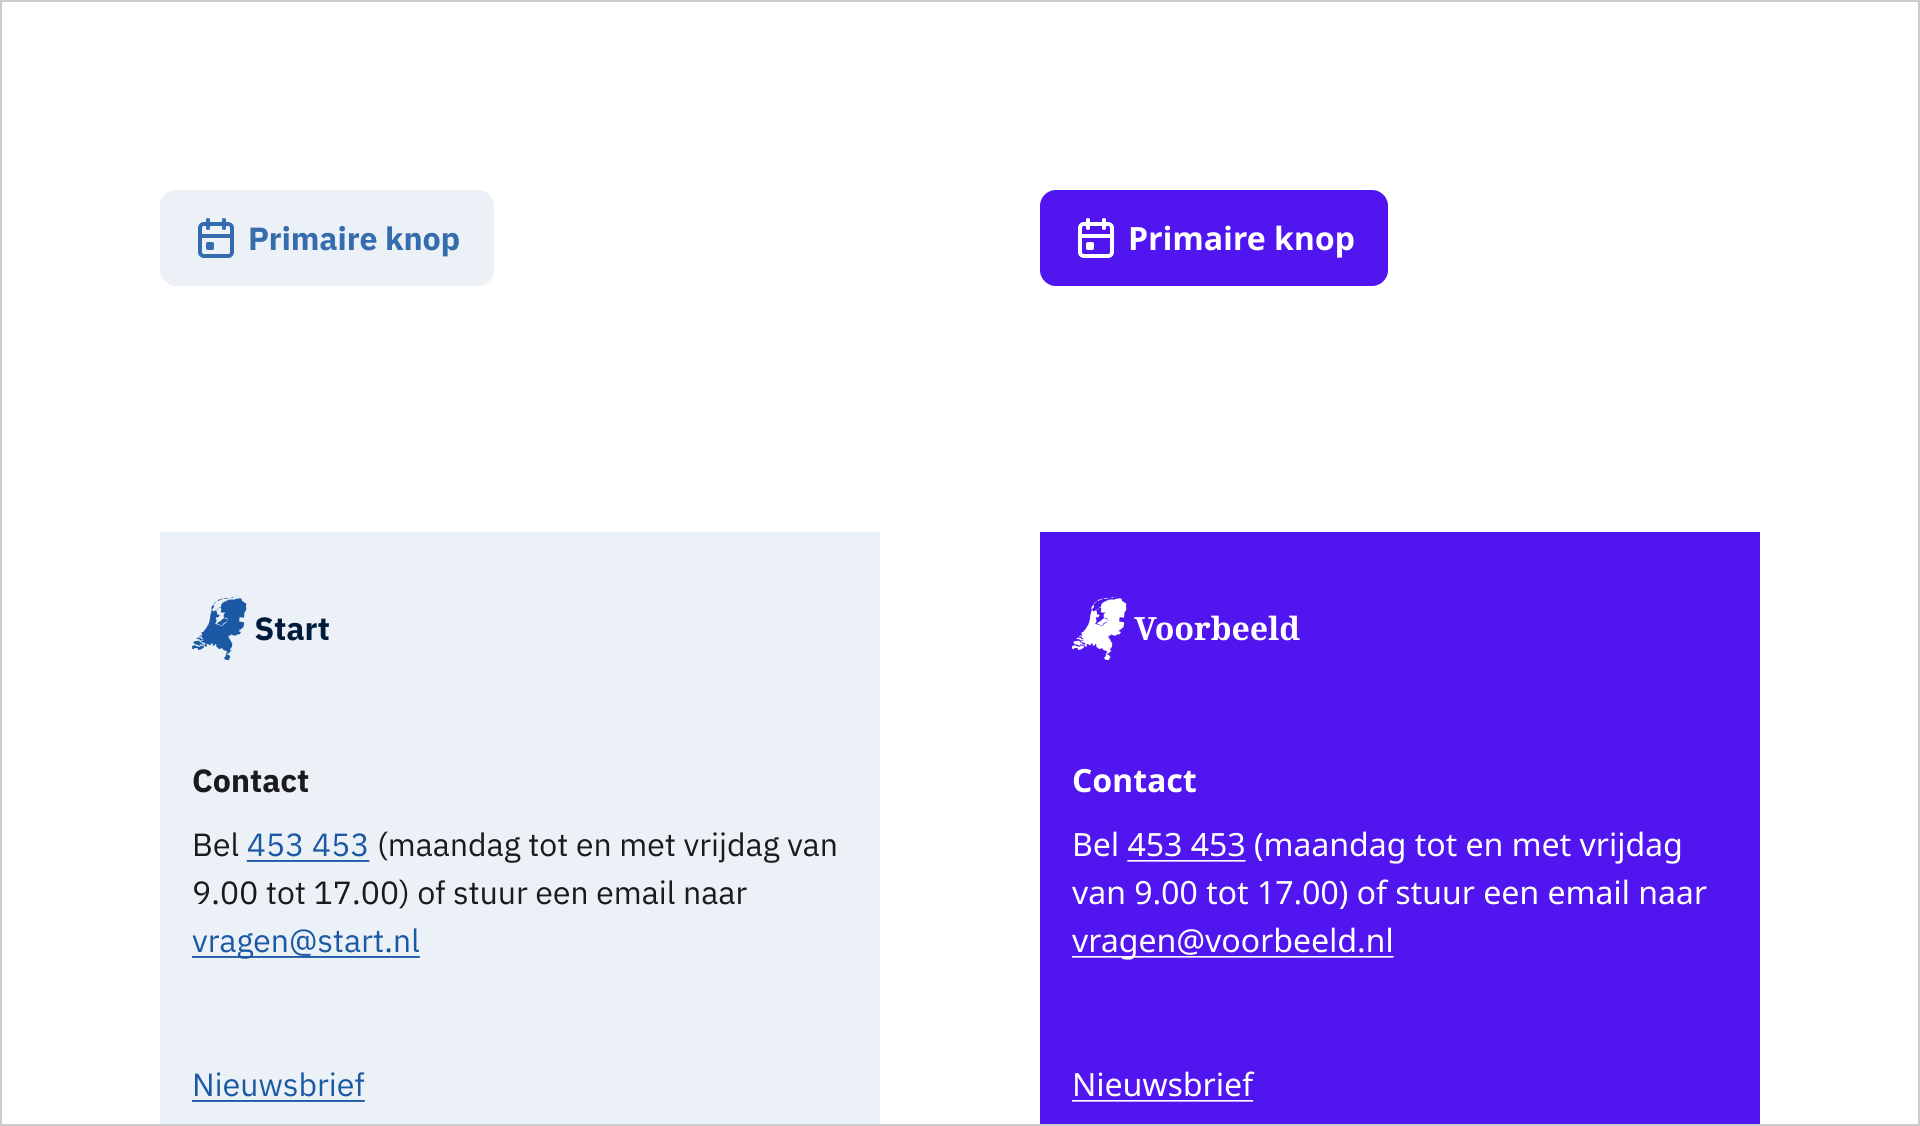 Primaire knop
Primaire knop
Start
Contact
Bel 453 453 (maandag tot en met vrijdag van
9.00 tot 17.00) of stuur een email naar
vragen@start.nl
Nieuwsbrief
Voorbeeld
Contact
Bel 453 453 (maandag tot en met vrijdag
van 9.00 tot 17.00) of stuur een email naar
vragen@voorbeeld.nl
Nieuwsbrief